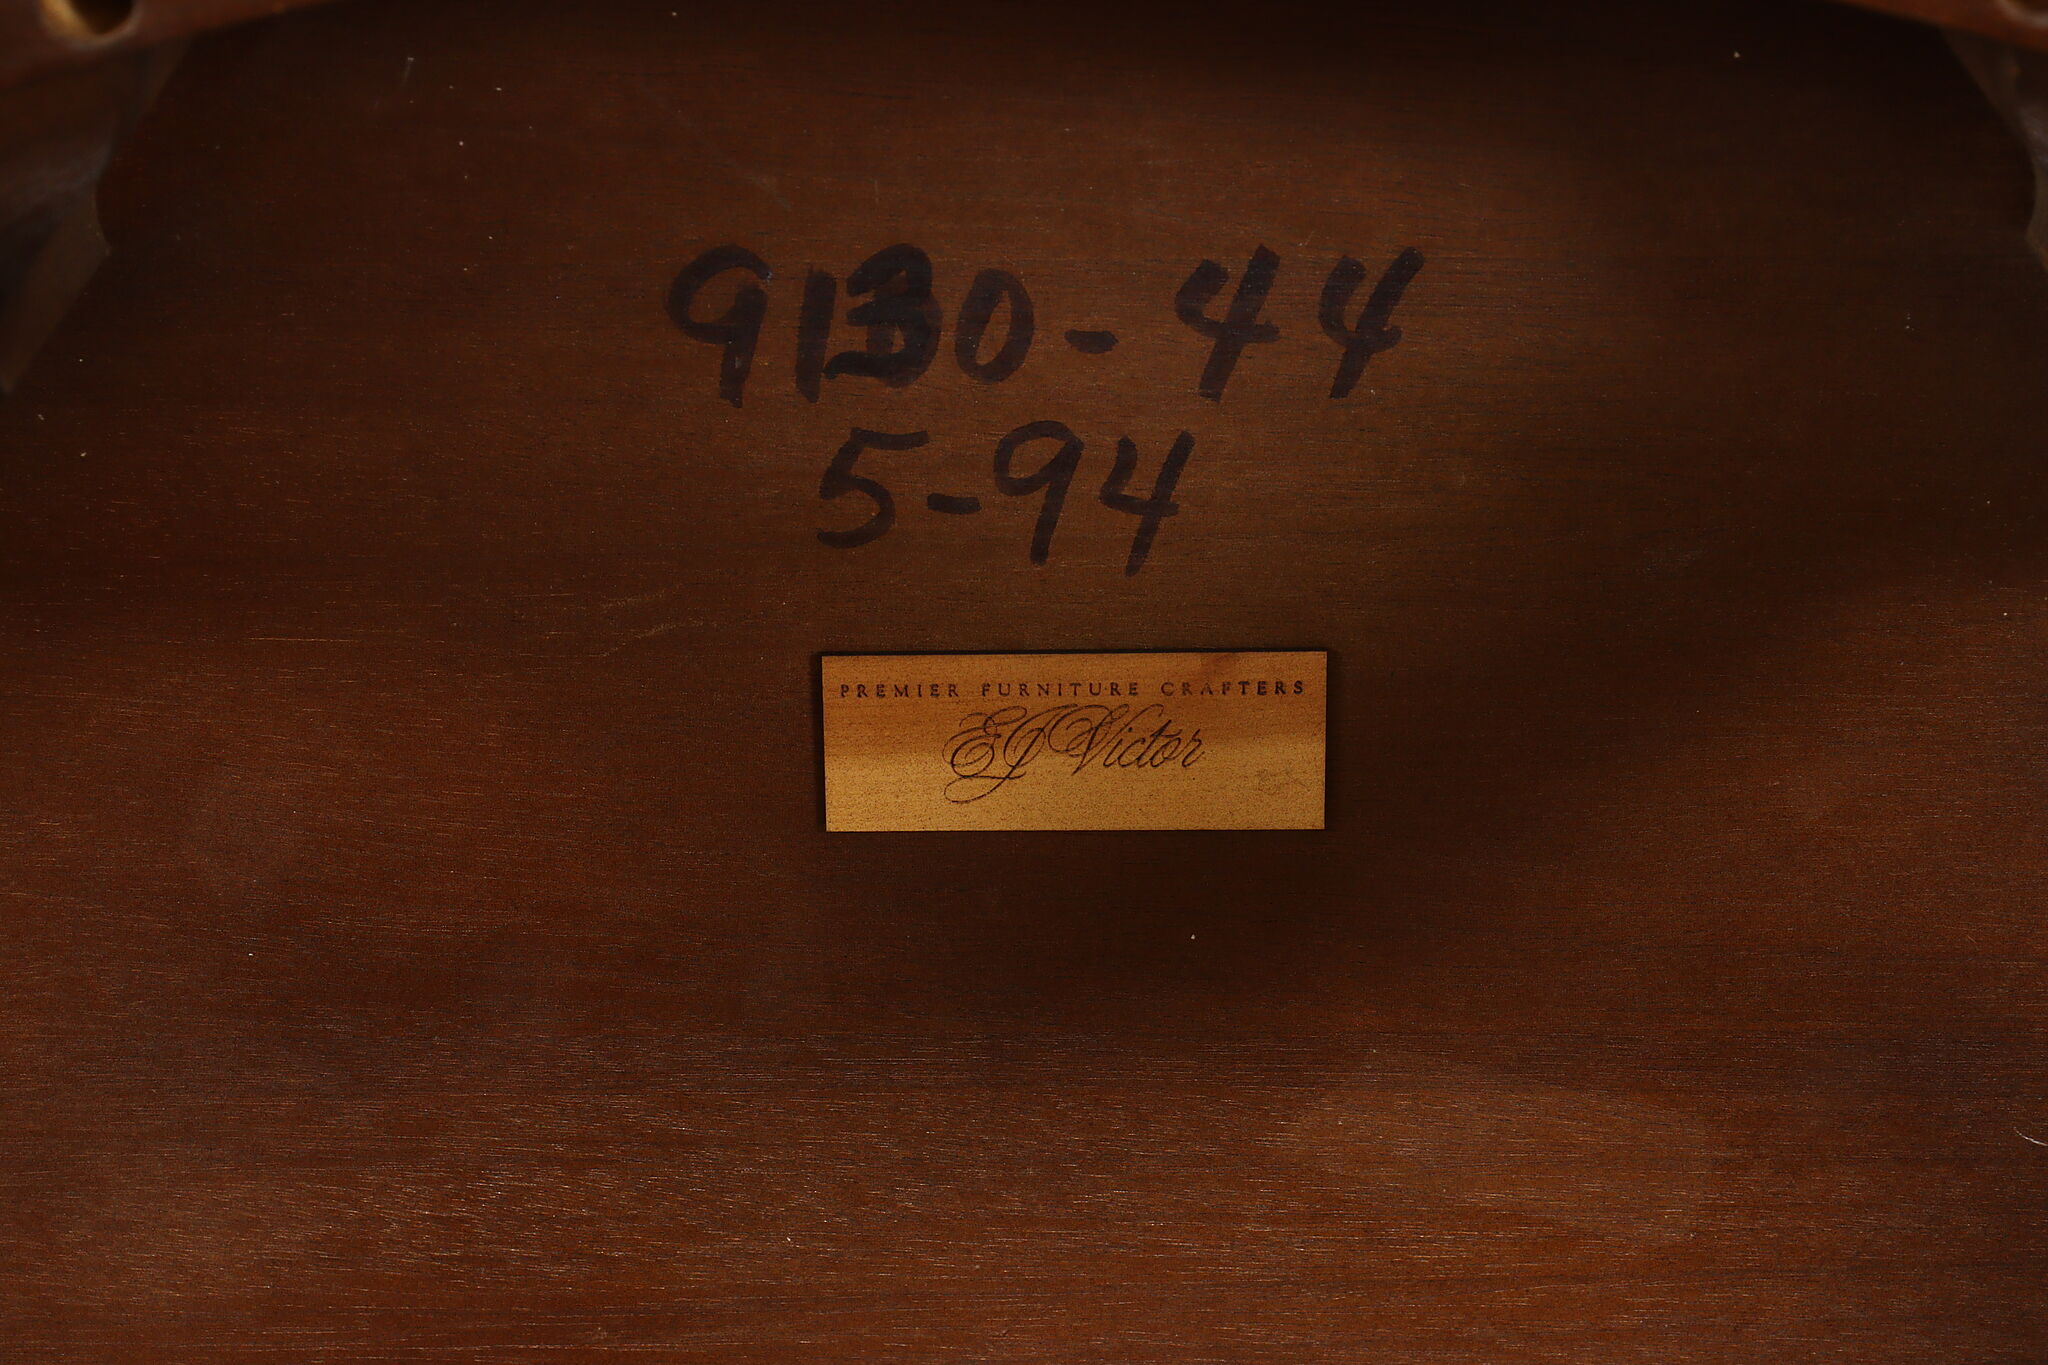 9130-44
5-94
PREMIER FURNITURE CRAFTERS
EJ Victor